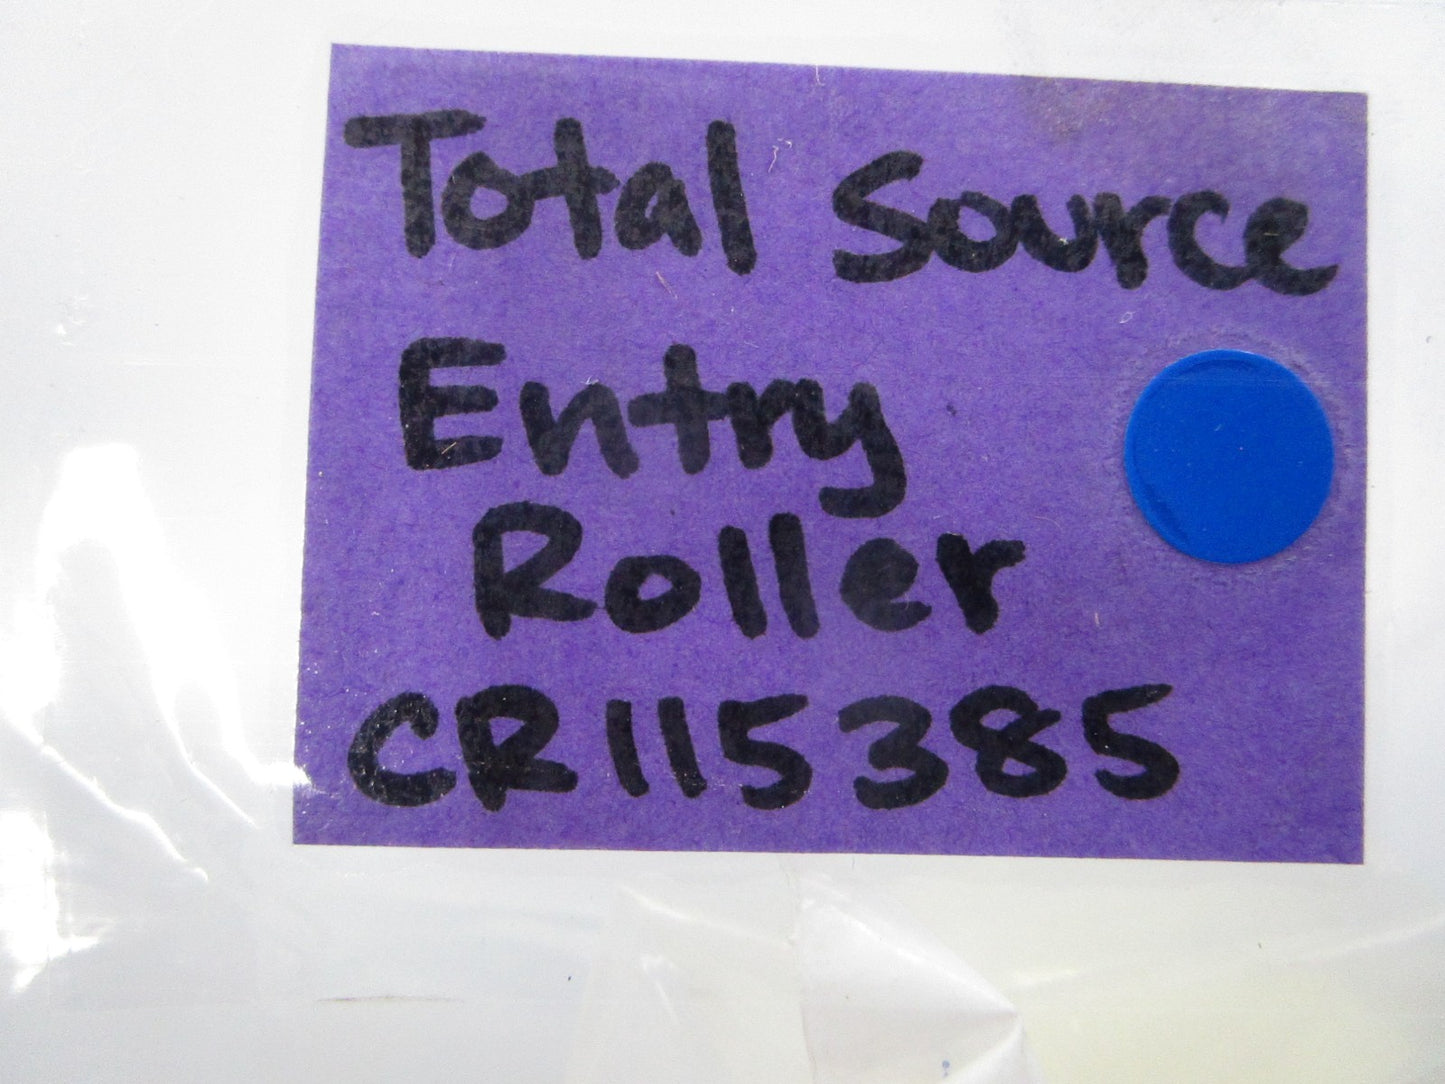 Total Source
Entry
Roller
CR115385